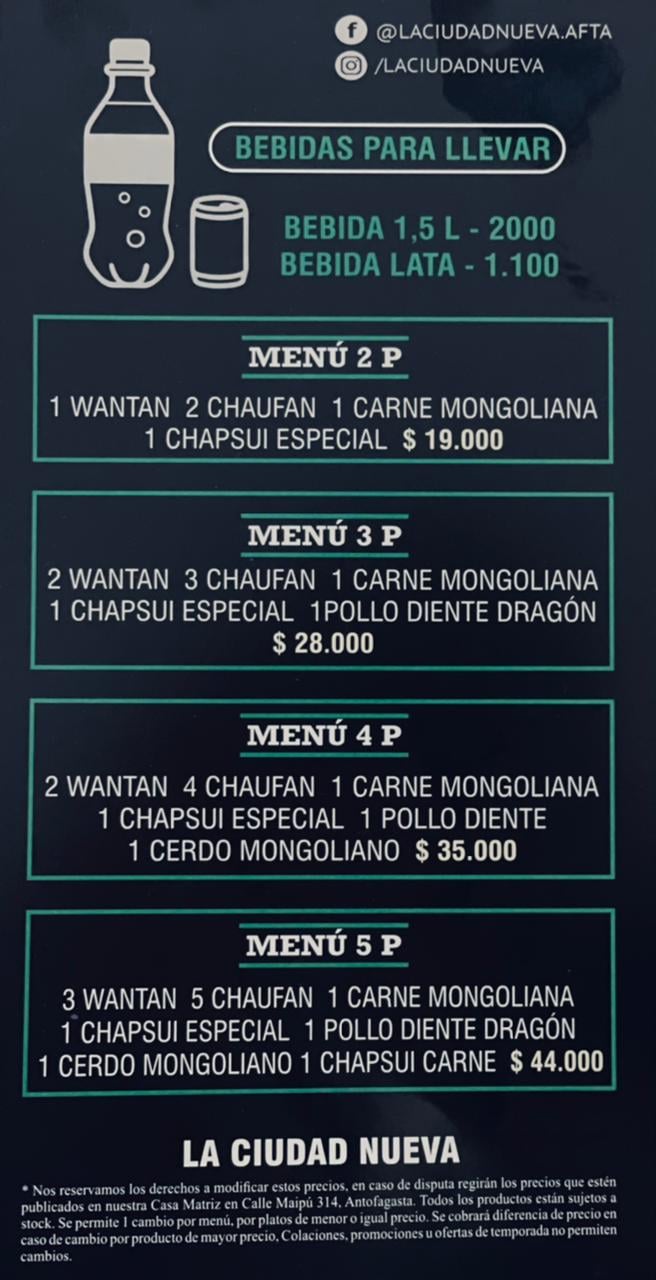 @LACIUDADNUEVA.AFTA
/LACIUDADNUEVA
BEBIDAS PARA LLEVAR
BEBIDA 1,5 L - 2000
BEBIDA LATA - 1.100
MENÚ 2 P
1 WANTAN 2 CHAUFAN 1 CARNE MONGOLIANA
1 CHAPSUI ESPECIAL $ 19.000
MENÚ 3 P
2 WANTAN 3 CHAUFAN 1 CARNE MONGOLIANA
1 CHAPSUI ESPECIAL 1POLLO DIENTE DRAGÓN
$ 28.000
MENÚ 4 P
2 WANTAN 4 CHAUFAN 1 CARNE MONGOLIANA
1 CHAPSUI ESPECIAL 1 POLLO DIENTE
1 CERDO MONGOLIANO $ 35.000
MENÚ 5 P
3 WANTAN 5 CHAUFAN 1 CARNE MONGOLIANA
1 CHAPSUI ESPECIAL 1 POLLO DIENTE DRAGÓN
1 CERDO MONGOLIANO 1 CHAPSUI CARNE $ 44.000
LA CIUDAD NUEVA
* Nos reservamos los derechos a modificar estos precios, en caso de disputa regirán los precios que estén
publicados en nuestra Casa Matriz en Calle Maipú 314, Antofagasta. Todos los productos están sujetos a
stock. Se permite 1 cambio por menú, por platos de menor o igual precio. Se cobrará diferencia de precio en
caso de cambio por producto de mayor precio, Colaciones, promociones u ofertas de temporada no permiten
cambios.